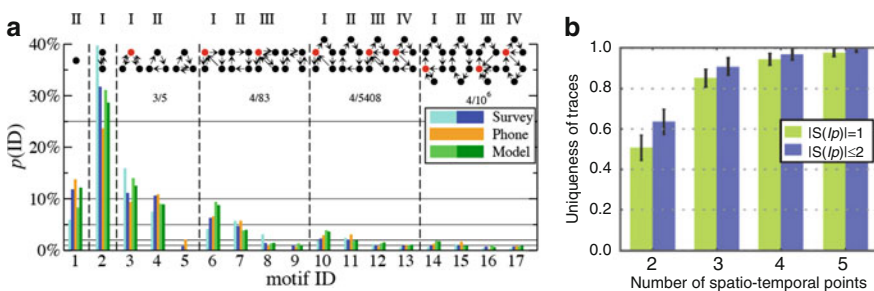 a
II I I II I II III I II III IV I II III IV
40%
30%
20%
10%
0%
p(ID)
3/5 4/83 4/5408 4/10^6
Survey
Phone
Model
1 2 3 4 5 6 7 8 9 10 11 12 13 14 15 16 17
motif ID
b
1.0
0.8
0.6
0.4
0.2
0.0
Uniqueness of traces
|S(Ip)|=1
|S(Ip)|≤2
2 3 4 5
Number of spatio-temporal points